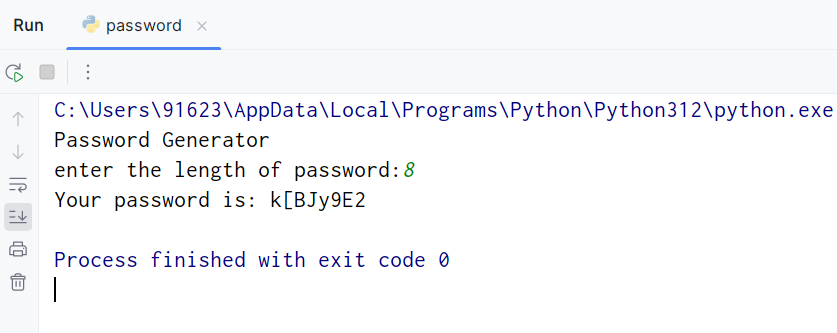 Run password
C:\Users\91623\AppData\Local\Programs\Python\Python312\python.exe
Password Generator
enter the length of password:8
Your password is: k[BJy9E2
Process finished with exit code 0